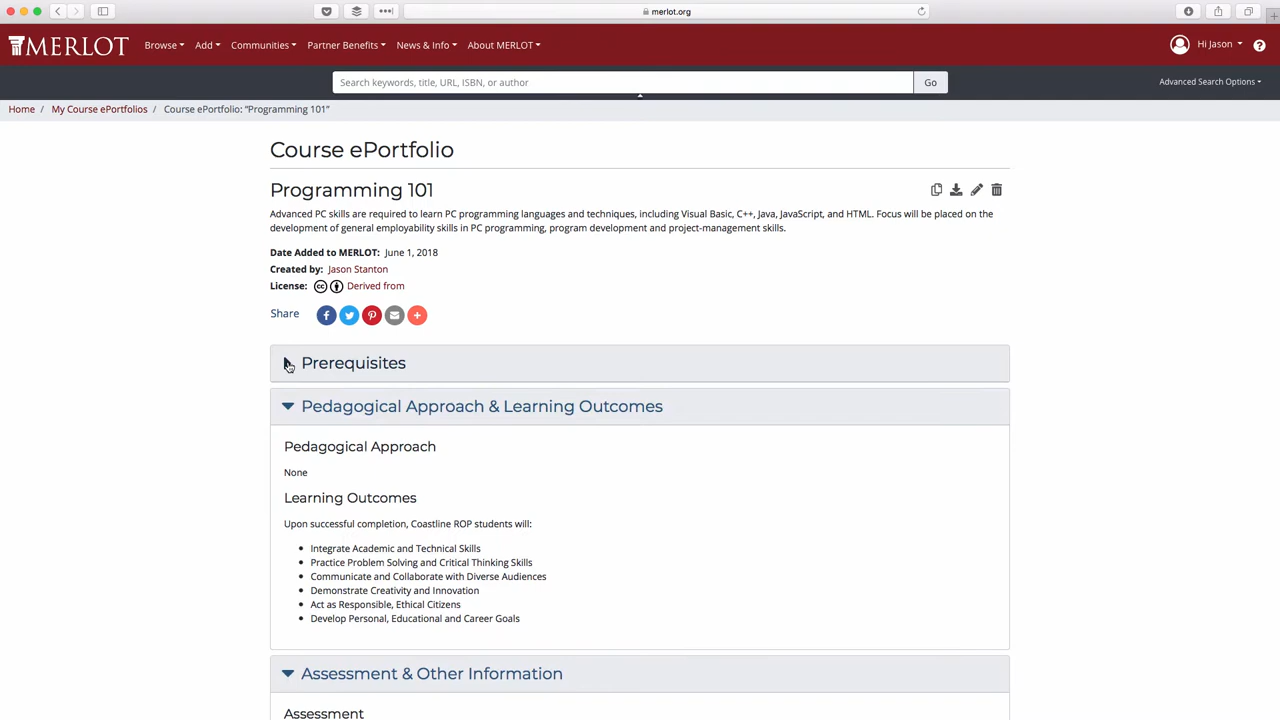 merlot.org
MERLOT Browse Add Communities Partner Benefits News & Info About MERLOT Hi Jason
Search keywords, title, URL, ISBN, or author Go Advanced Search Options
Home / My Course ePortfolios / Course ePortfolio: "Programming 101"
Course ePortfolio
Programming 101
Advanced PC skills are required to learn PC programming languages and techniques, including Visual Basic, C++, Java, JavaScript, and HTML. Focus will be placed on the
development of general employability skills in PC programming, program development and project-management skills.
Date Added to MERLOT: June 1, 2018
Created by: Jason Stanton
License: cc Derived from
Share
Prerequisites
Pedagogical Approach & Learning Outcomes
Pedagogical Approach
None
Learning Outcomes
Upon successful completion, Coastline ROP students will:
• Integrate Academic and Technical Skills
• Practice Problem Solving and Critical Thinking Skills
• Communicate and Collaborate with Diverse Audiences
• Demonstrate Creativity and Innovation
• Act as Responsible, Ethical Citizens
• Develop Personal, Educational and Career Goals
Assessment & Other Information
Assessment